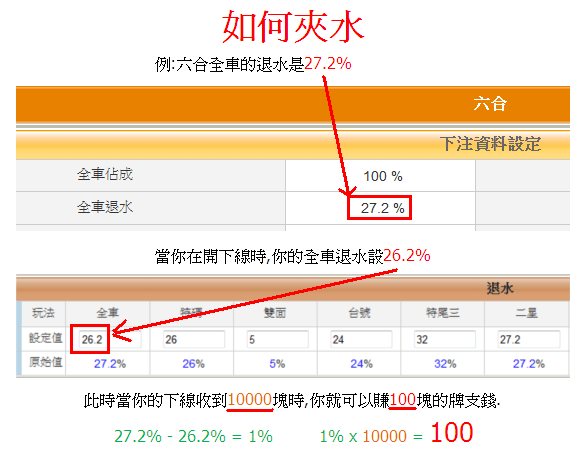 如何夾水
例:六合全車的退水是27.2%
六合
下注資料設定
全車佔成 100 %
全車退水 27.2 %
當你在開下線時,你的全車退水設26.2%
退水
玩法 全車 特碼 雙面 台號 特尾三 二星
設定值 26.2 26 5 24 32 27.2
原始值 27.2% 26% 5% 24% 32% 27.2%
此時當你的下線收到10000塊時,你就可以賺100塊的牌支錢.
27.2% - 26.2% = 1% 1% x 10000 = 100